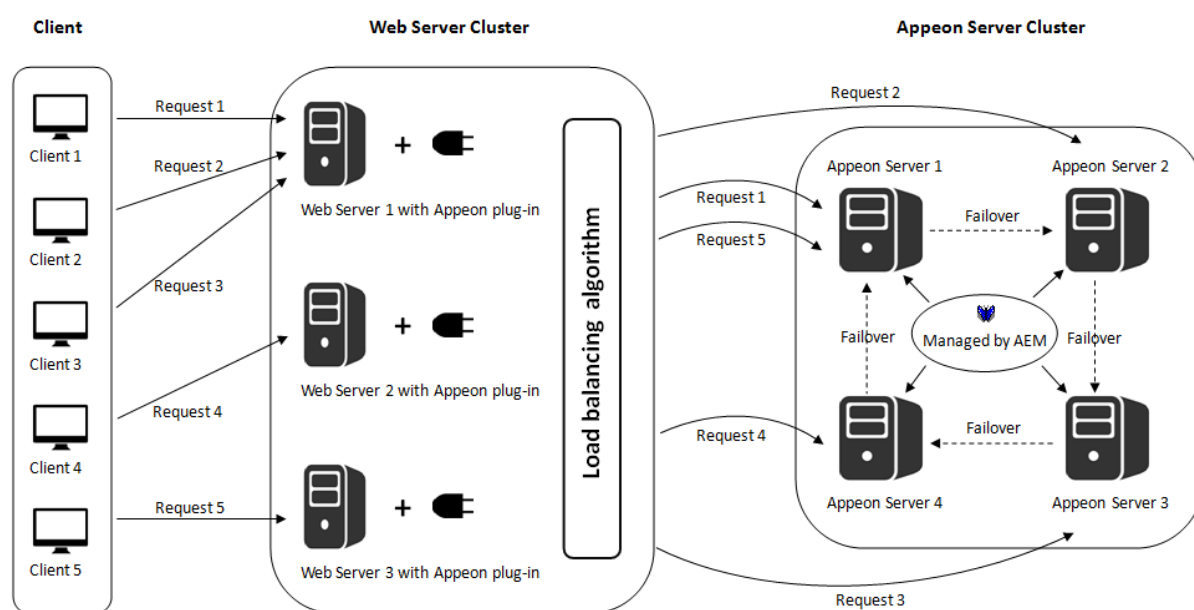 Client
Web Server Cluster
Appeon Server Cluster
Client 1
Client 2
Client 3
Client 4
Client 5
Request 1
Request 2
Request 3
Request 4
Request 5
Web Server 1 with Appeon plug-in
Web Server 2 with Appeon plug-in
Web Server 3 with Appeon plug-in
Load balancing algorithm
Request 2
Request 1
Request 5
Request 4
Request 3
Appeon Server 1
Appeon Server 2
Failover
Managed by AEM
Failover
Failover
Failover
Appeon Server 4
Appeon Server 3